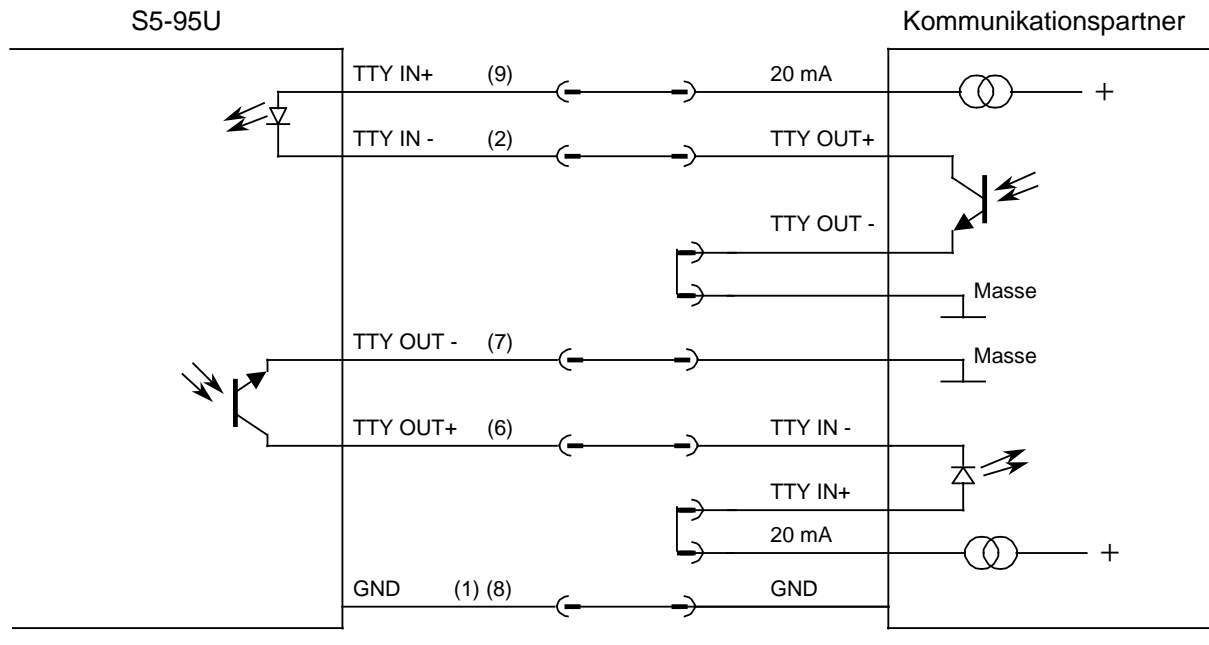 S5-95U Kommunikationspartner
TTY IN+ (9) 20 mA +
TTY IN - (2) TTY OUT+
TTY OUT -
Masse
TTY OUT - (7) Masse
TTY OUT+ (6) TTY IN -
TTY IN+
20 mA +
GND (1) (8) GND